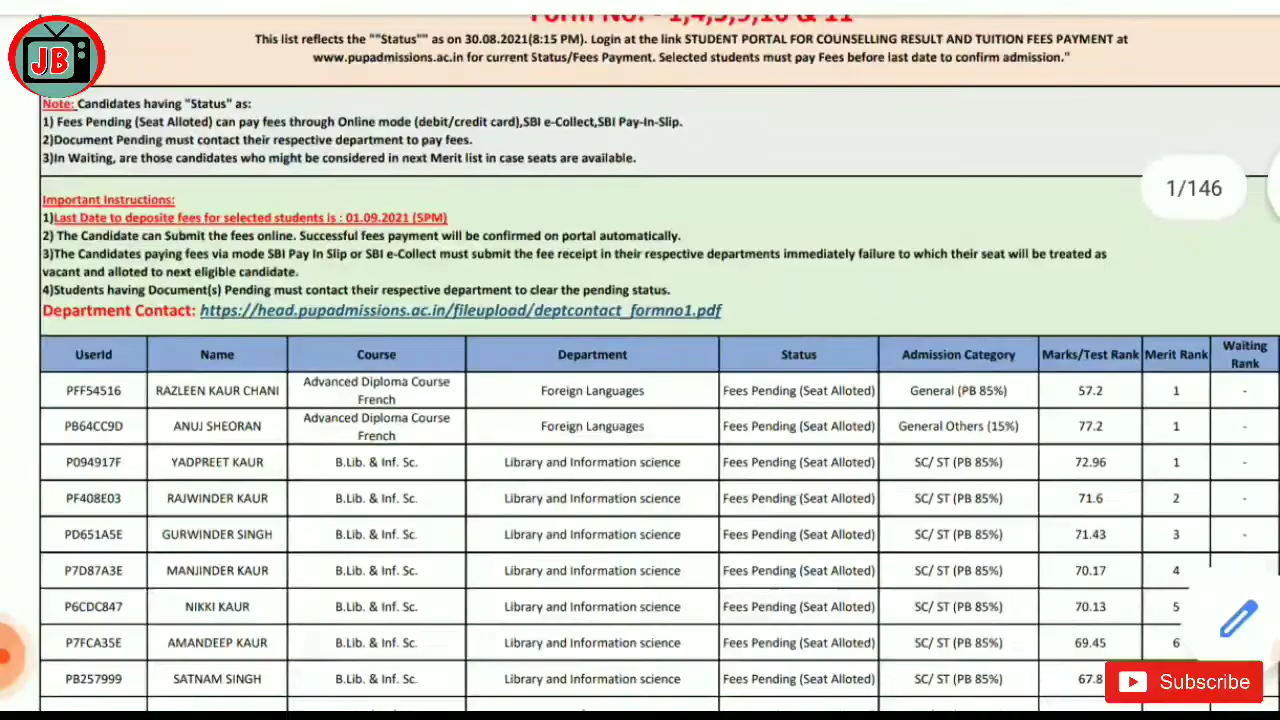 Form No. - 1,4,5,9,10 & 11
JB
This list reflects the ""Status"" as on 30.08.2021(8:15 PM). Login at the link STUDENT PORTAL FOR COUNSELLING RESULT AND TUITION FEES PAYMENT at
www.pupadmissions.ac.in for current Status/Fees Payment. Selected students must pay Fees before last date to confirm admission."
Note: Candidates having "Status" as:
1) Fees Pending (Seat Alloted) can pay fees through Online mode (debit/credit card),SBI e-Collect,SBI Pay-In-Slip.
2)Document Pending must contact their respective department to pay fees.
3)In Waiting, are those candidates who might be considered in next Merit list in case seats are available.
1/146
Important Instructions:
1)Last Date to deposite fees for selected students is : 01.09.2021 (5PM)
2) The Candidate can Submit the fees online. Successful fees payment will be confirmed on portal automatically.
3)The Candidates paying fees via mode SBI Pay In Slip or SBI e-Collect must submit the fee receipt in their respective departments immediately failure to which their seat will be treated as
vacant and alloted to next eligible candidate.
4)Students having Document(s) Pending must contact their respective department to clear the pending status.
Department Contact: https://head.pupadmissions.ac.in/fileupload/deptcontact_formno1.pdf
UserId Name Course Department Status Admission Category Marks/Test Rank Merit Rank Waiting Rank
PFF54516 RAZLEEN KAUR CHANI Advanced Diploma Course French Foreign Languages Fees Pending (Seat Alloted) General (PB 85%) 57.2 1 -
PB64CC9D ANUJ SHEORAN Advanced Diploma Course French Foreign Languages Fees Pending (Seat Alloted) General Others (15%) 77.2 1 -
P094917F YADPREET KAUR B.Lib. & Inf. Sc. Library and Information science Fees Pending (Seat Alloted) SC/ ST (PB 85%) 72.96 1 -
PF408E03 RAJWINDER KAUR B.Lib. & Inf. Sc. Library and Information science Fees Pending (Seat Alloted) SC/ ST (PB 85%) 71.6 2 -
PD651A5E GURWINDER SINGH B.Lib. & Inf. Sc. Library and Information science Fees Pending (Seat Alloted) SC/ ST (PB 85%) 71.43 3 -
P7D87A3E MANJINDER KAUR B.Lib. & Inf. Sc. Library and Information science Fees Pending (Seat Alloted) SC/ ST (PB 85%) 70.17 4
P6CDC847 NIKKI KAUR B.Lib. & Inf. Sc. Library and Information science Fees Pending (Seat Alloted) SC/ ST (PB 85%) 70.13 5
P7FCA35E AMANDEEP KAUR B.Lib. & Inf. Sc. Library and Information science Fees Pending (Seat Alloted) SC/ ST (PB 85%) 69.45 6
PB257999 SATNAM SINGH B.Lib. & Inf. Sc. Library and Information science Fees Pending (Seat Alloted) SC/ ST (PB 85%) 67.8
Subscribe